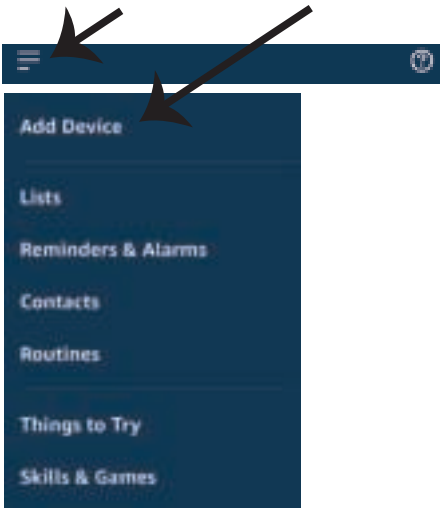 Add Device
Lists
Reminders & Alarms
Contacts
Routines
Things to Try
Skills & Games